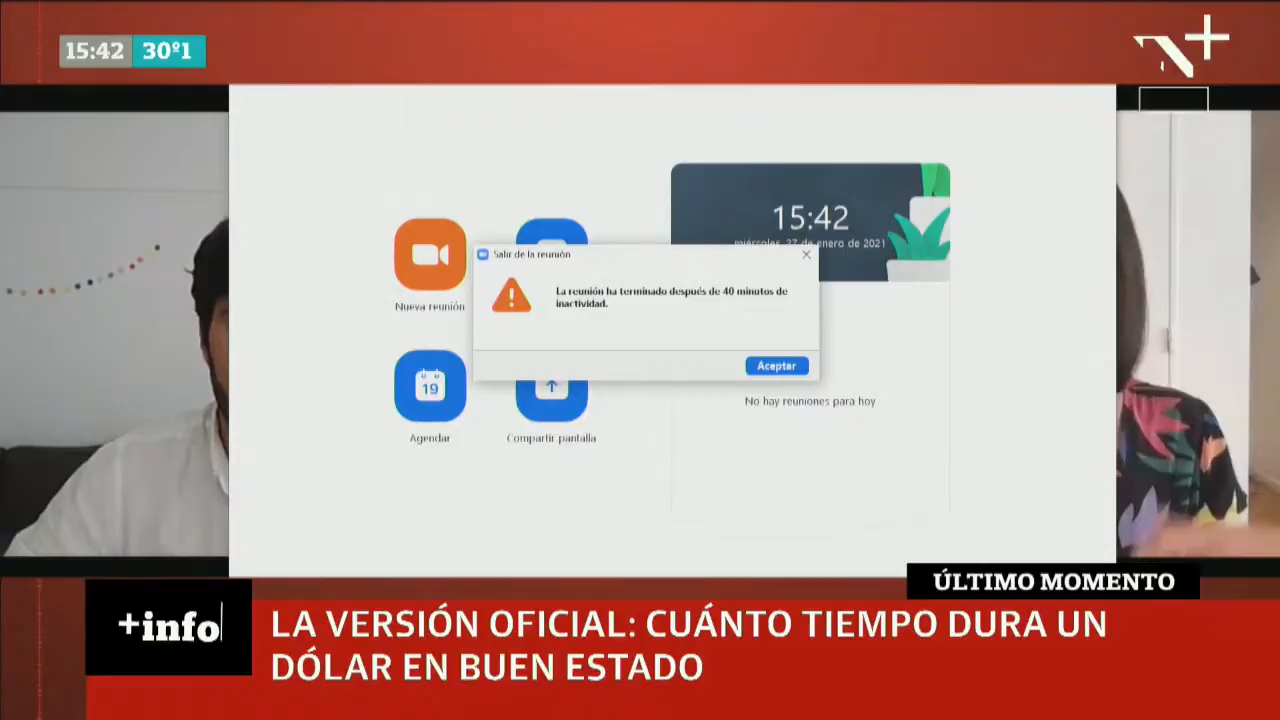 15:42 30º1
N+
15:42
miércoles, 27 de enero de 2021
Salir de la reunión
La reunión ha terminado después de 40 minutos de
inactividad.
Aceptar
Nueva reunión
19
No hay reuniones para hoy
Agendar
Compartir pantalla
ÚLTIMO MOMENTO
+info
LA VERSIÓN OFICIAL: CUÁNTO TIEMPO DURA UN
DÓLAR EN BUEN ESTADO